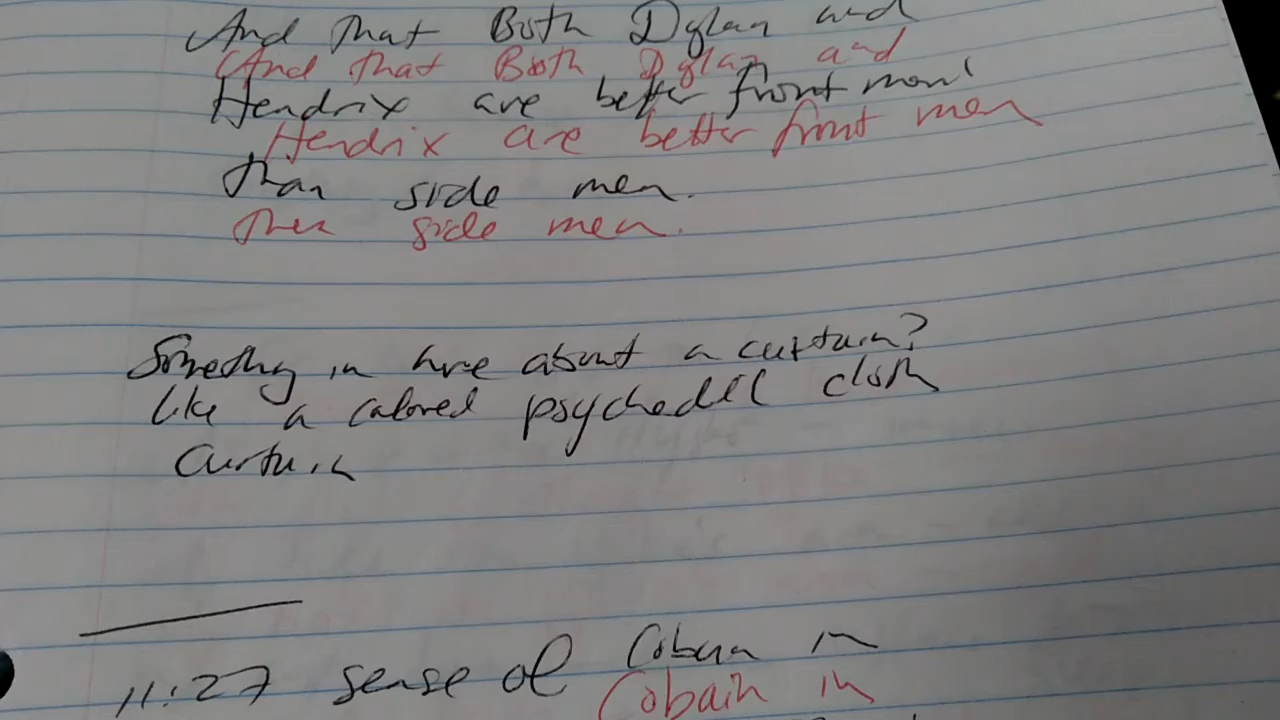 And that Both Dylan and
(And that Both Dylan and
Hendrix are better front men
Hendrix are better front men
than side men.
then side men.
Something in here about a curtain?
like a colored psychedelic cloth
curtain
11:27 sense of Cobain in
Cobain in